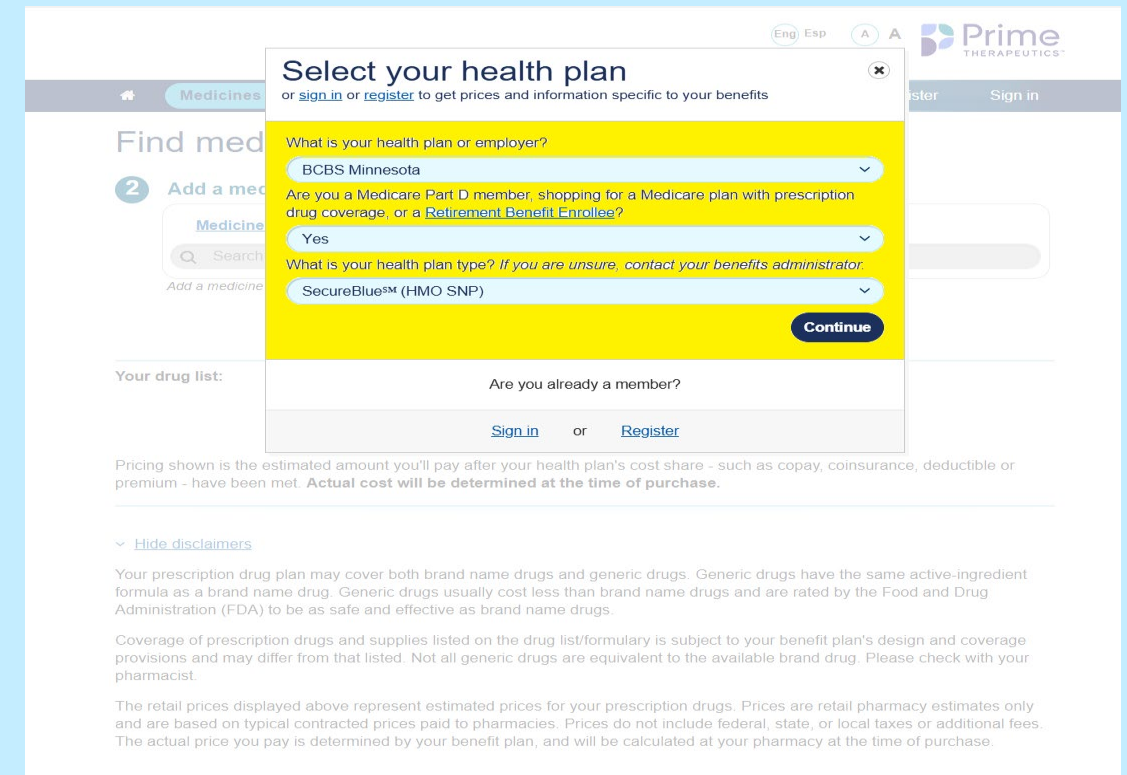 Eng Esp A A Prime
THERAPEUTICS
Select your health plan
or sign in or register to get prices and information specific to your benefits
Medicines
ister Sign in
Find med
What is your health plan or employer?
BCBS Minnesota
2 Add a med
Are you a Medicare Part D member, shopping for a Medicare plan with prescription
drug coverage, or a Retirement Benefit Enrollee?
Medicine
Yes
Search
What is your health plan type? If you are unsure, contact your benefits administrator.
Add a medicine
SecureBlue℠ (HMO SNP)
Continue
Your drug list:
Are you already a member?
Sign in or Register
Pricing shown is the estimated amount you'll pay after your health plan's cost share - such as copay, coinsurance, deductible or
premium - have been met. Actual cost will be determined at the time of purchase.
Hide disclaimers
Your prescription drug plan may cover both brand name drugs and generic drugs. Generic drugs have the same active-ingredient
formula as a brand name drug. Generic drugs usually cost less than brand name drugs and are rated by the Food and Drug
Administration (FDA) to be as safe and effective as brand name drugs.
Coverage of prescription drugs and supplies listed on the drug list/formulary is subject to your benefit plan's design and coverage
provisions and may differ from that listed. Not all generic drugs are equivalent to the available brand drug. Please check with your
pharmacist.
The retail prices displayed above represent estimated prices for your prescription drugs. Prices are retail pharmacy estimates only
and are based on typical contracted prices paid to pharmacies. Prices do not include federal, state, or local taxes or additional fees.
The actual price you pay is determined by your benefit plan, and will be calculated at your pharmacy at the time of purchase.